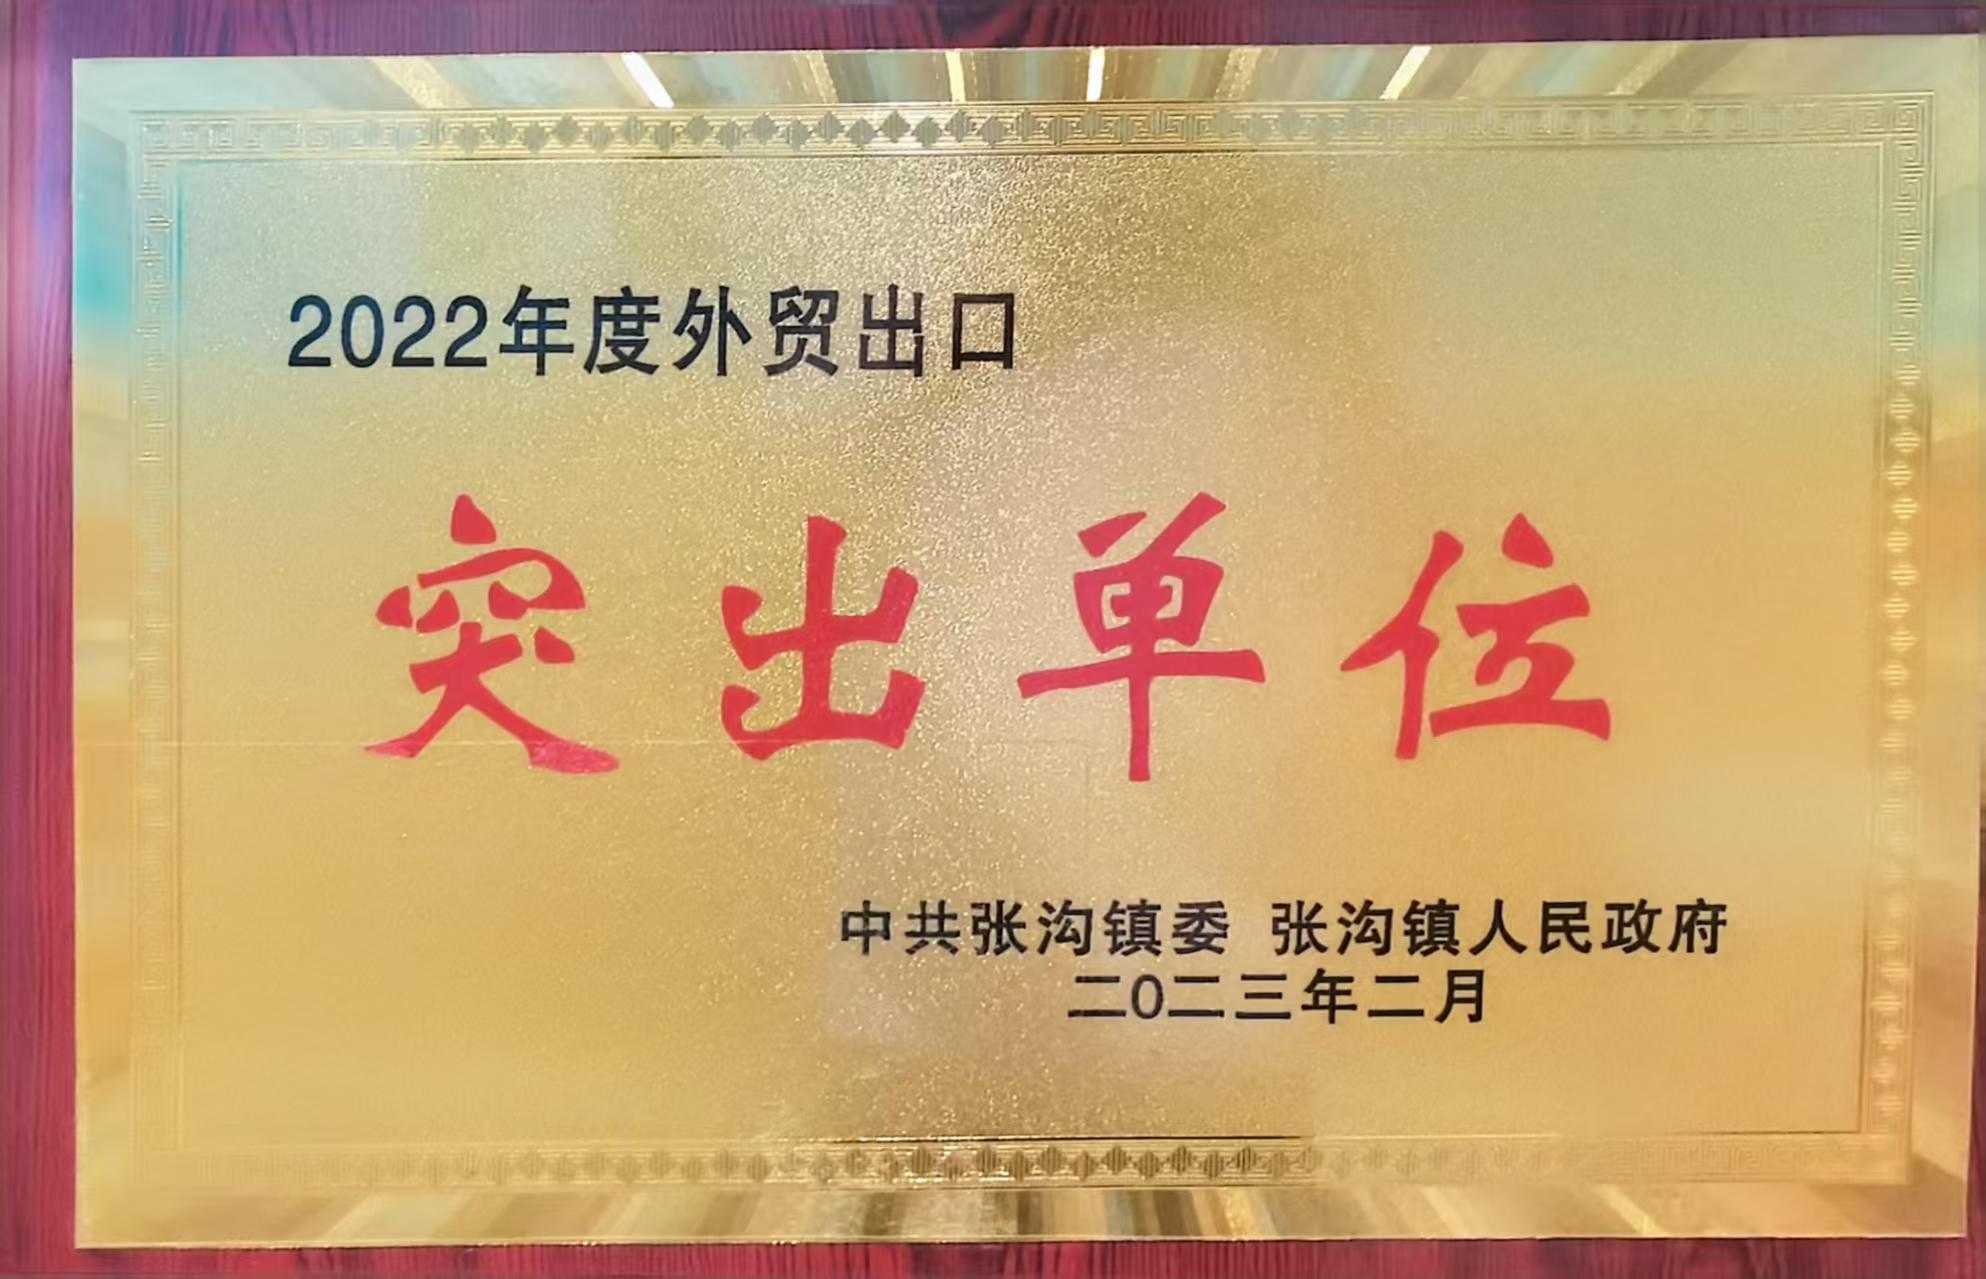 2022年度外贸出口
突出单位
中共张沟镇委 张沟镇人民政府
二0二三年二月